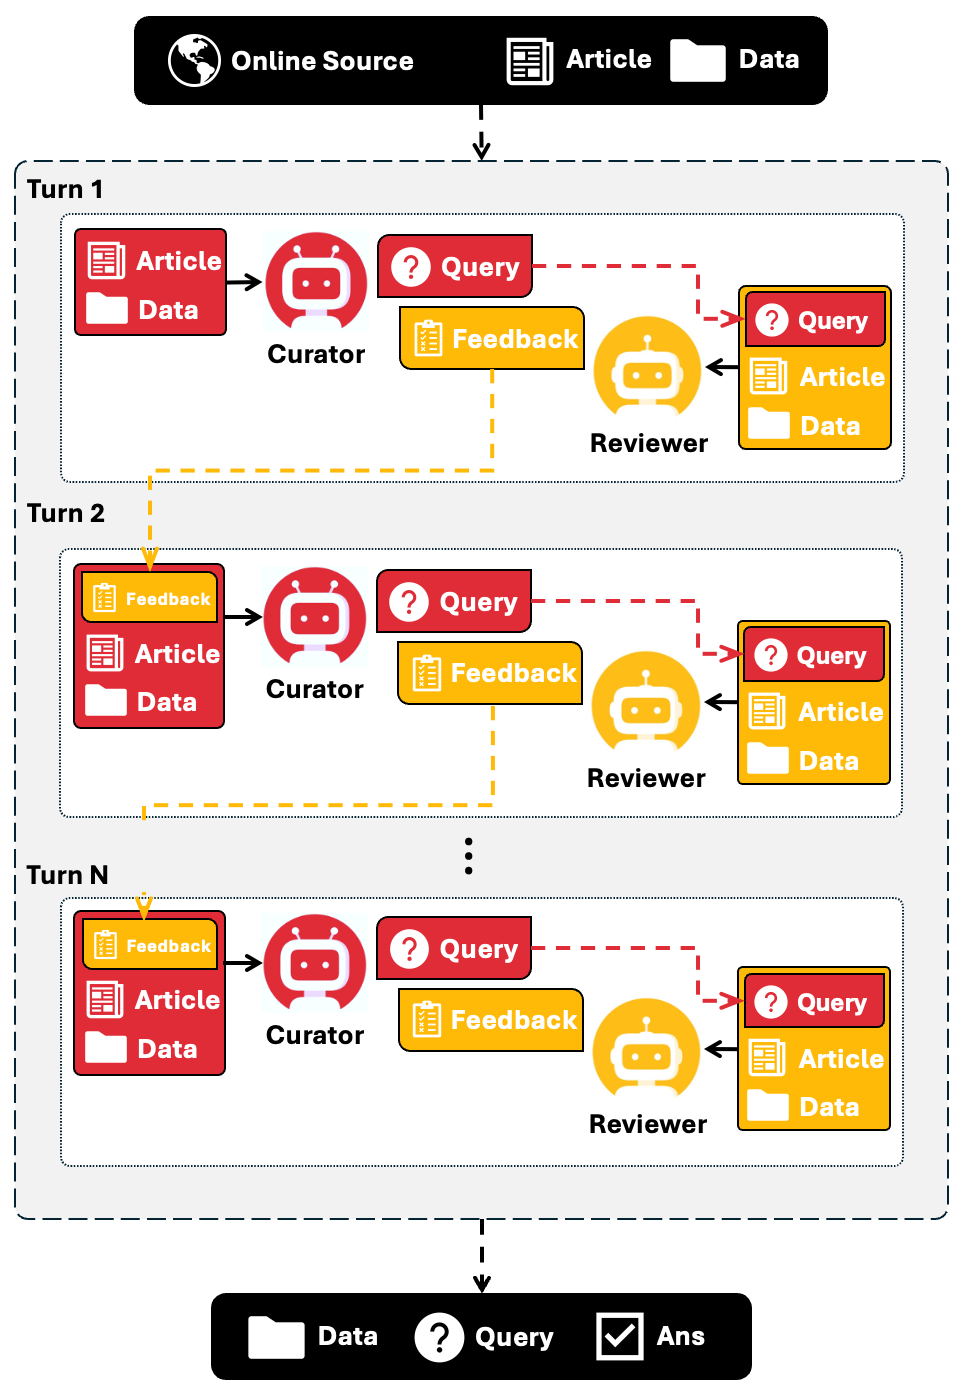 Online Source Article Data
Turn 1
Article
Data
Curator
Query
Feedback
Reviewer
Query
Article
Data
Turn 2
Feedback
Article
Data
Curator
Query
Feedback
Reviewer
Query
Article
Data
Turn N
Feedback
Article
Data
Curator
Query
Feedback
Reviewer
Query
Article
Data
Data Query Ans